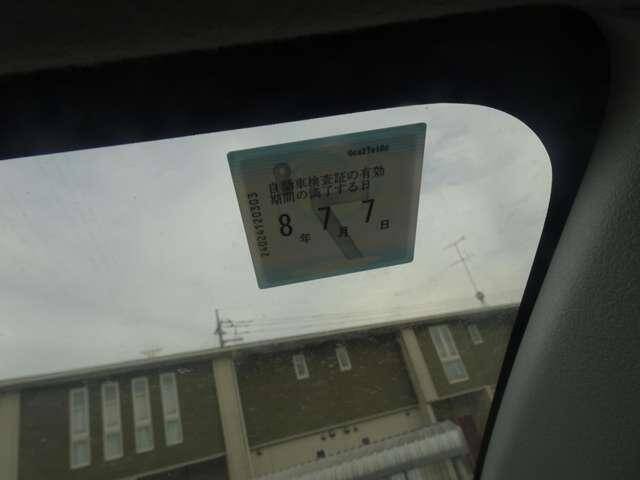 自動車検査証の有効
期間の満了する日
8年 7月 7日
24024120303